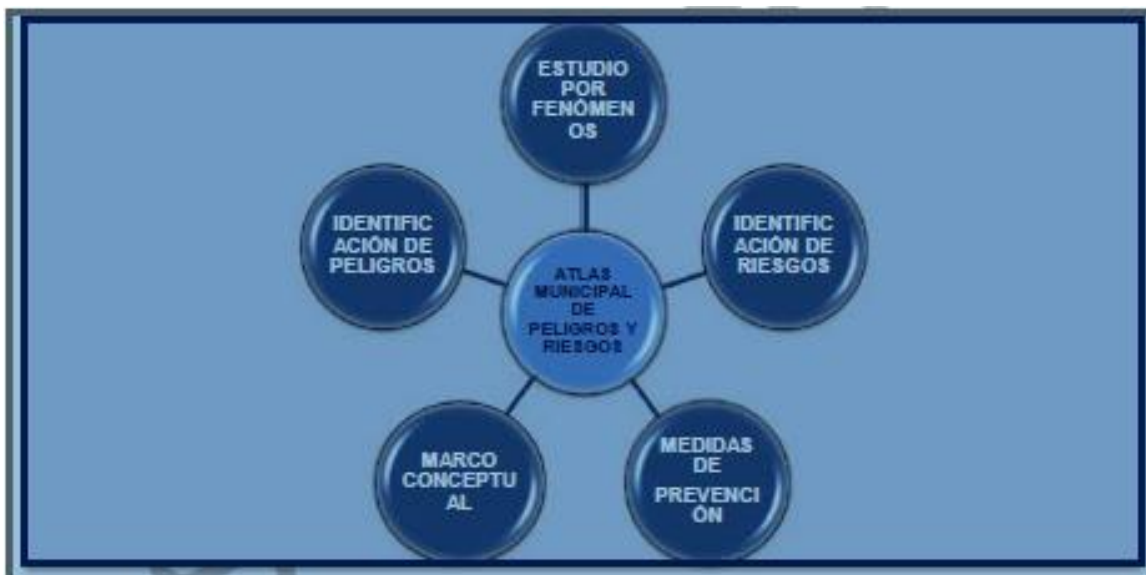 ESTUDIO
POR
FENÓMEN
OS
IDENTIFIC
ACIÓN DE
PELIGROS
IDENTIFIC
ACIÓN DE
RIESGOS
ATLAS
MUNICIPAL
DE
PELIGROS Y
RIESGOS
MARCO
CONCEPTU
AL
MEDIDAS
DE
PREVENCI
ÓN